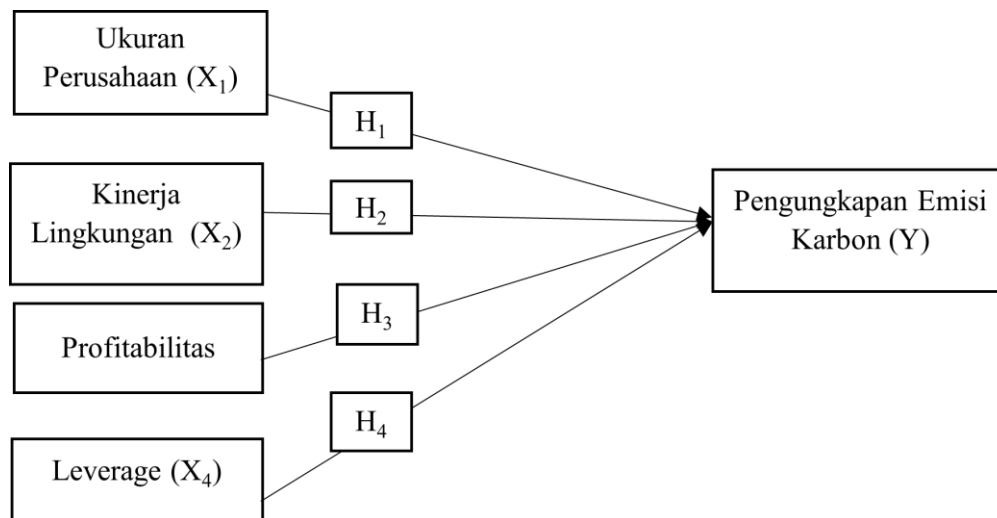 Ukuran
Perusahaan (X₁)
H₁
Kinerja
Lingkungan (X₂)
H₂
Pengungkapan Emisi
Karbon (Y)
Profitabilitas
H₃
Leverage (X₄)
H₄